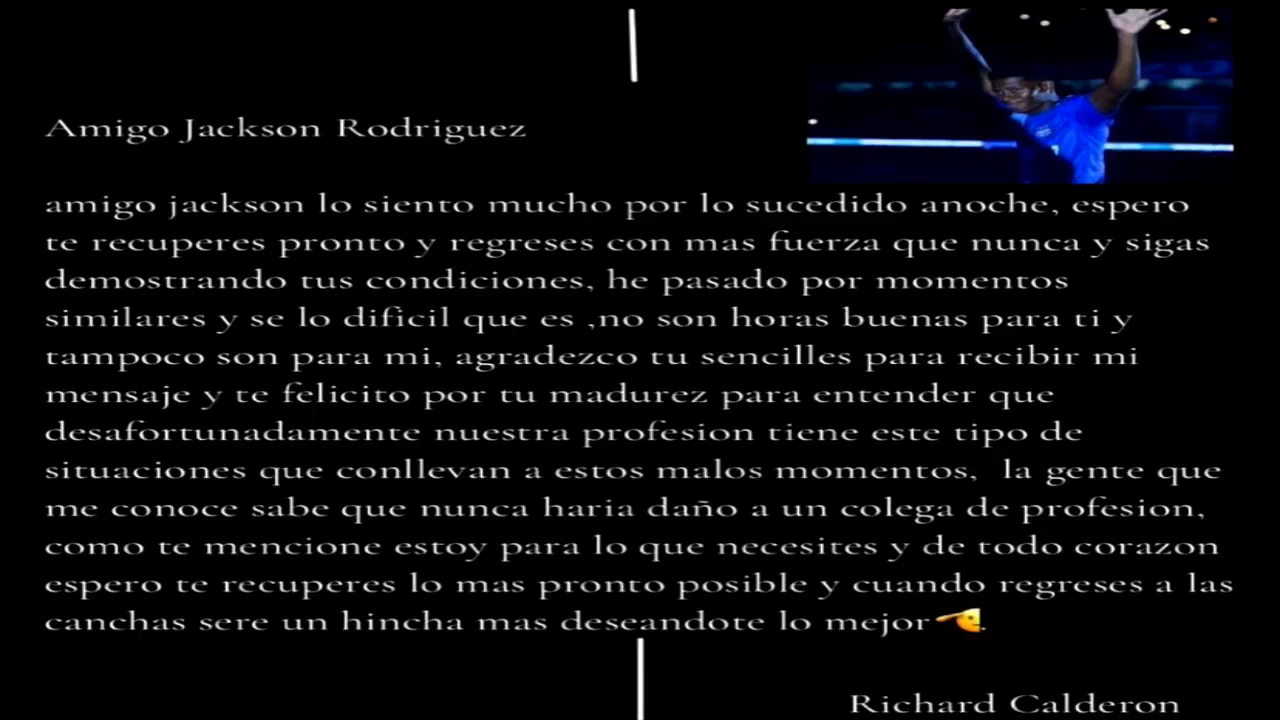 Amigo Jackson Rodriguez
amigo jackson lo siento mucho por lo sucedido anoche, espero
te recuperes pronto y regreses con mas fuerza que nunca y sigas
demostrando tus condiciones, he pasado por momentos
similares y se lo dificil que es ,no son horas buenas para ti y
tampoco son para mi, agradezco tu sencilles para recibir mi
mensaje y te felicito por tu madurez para entender que
desafortunadamente nuestra profesion tiene este tipo de
situaciones que conllevan a estos malos momentos,  la gente que
me conoce sabe que nunca haria daño a un colega de profesion,
como te mencione estoy para lo que necesites y de todo corazon
espero te recuperes lo mas pronto posible y cuando regreses a las
canchas sere un hincha mas deseandote lo mejor
Richard Calderon